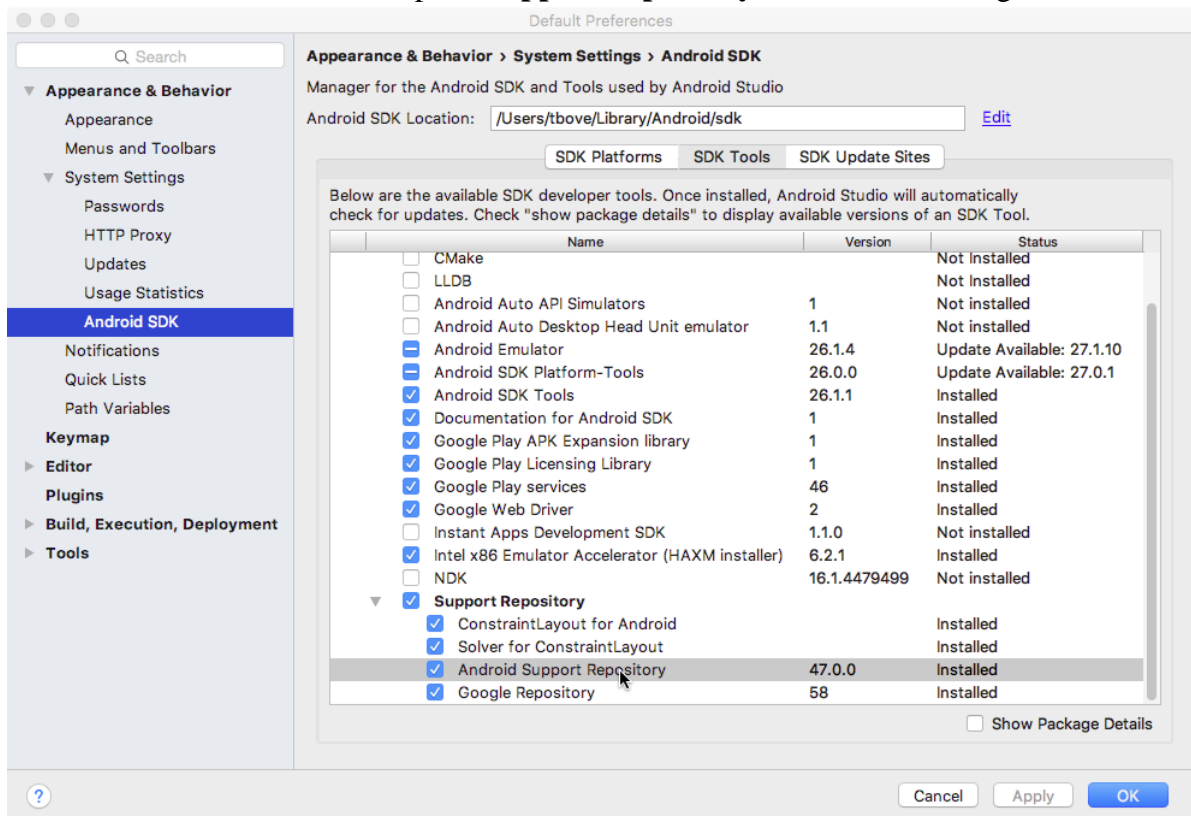 Default Preferences
Search
Appearance & Behavior
Appearance
Menus and Toolbars
System Settings
Passwords
HTTP Proxy
Updates
Usage Statistics
Android SDK
Notifications
Quick Lists
Path Variables
Keymap
Editor
Plugins
Build, Execution, Deployment
Tools
Appearance & Behavior › System Settings › Android SDK
Manager for the Android SDK and Tools used by Android Studio
Android SDK Location: /Users/tbove/Library/Android/sdk Edit
SDK Platforms SDK Tools SDK Update Sites
Below are the available SDK developer tools. Once installed, Android Studio will automatically
check for updates. Check "show package details" to display available versions of an SDK Tool.
Name Version Status
CMake Not Installed
LLDB Not Installed
Android Auto API Simulators 1 Not installed
Android Auto Desktop Head Unit emulator 1.1 Not installed
Android Emulator 26.1.4 Update Available: 27.1.10
Android SDK Platform-Tools 26.0.0 Update Available: 27.0.1
Android SDK Tools 26.1.1 Installed
Documentation for Android SDK 1 Installed
Google Play APK Expansion library 1 Installed
Google Play Licensing Library 1 Installed
Google Play services 46 Installed
Google Web Driver 2 Installed
Instant Apps Development SDK 1.1.0 Not installed
Intel x86 Emulator Accelerator (HAXM installer) 6.2.1 Installed
NDK 16.1.4479499 Not installed
Support Repository
ConstraintLayout for Android Installed
Solver for ConstraintLayout Installed
Android Support Repository 47.0.0 Installed
Google Repository 58 Installed
Show Package Details
? Cancel Apply OK